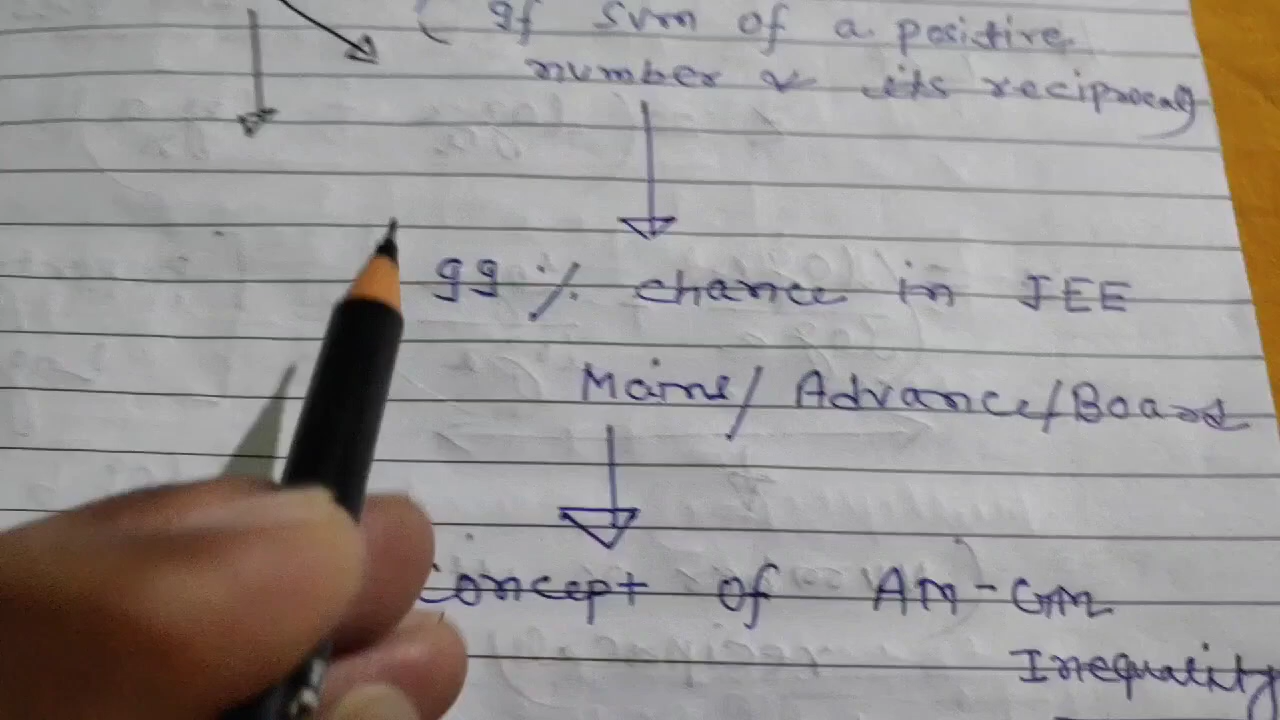 ( If sum of a positive
number & its reciprocal
99% chance in JEE
Mains/ Advance/Board
Concept of AM-GM
Inequality